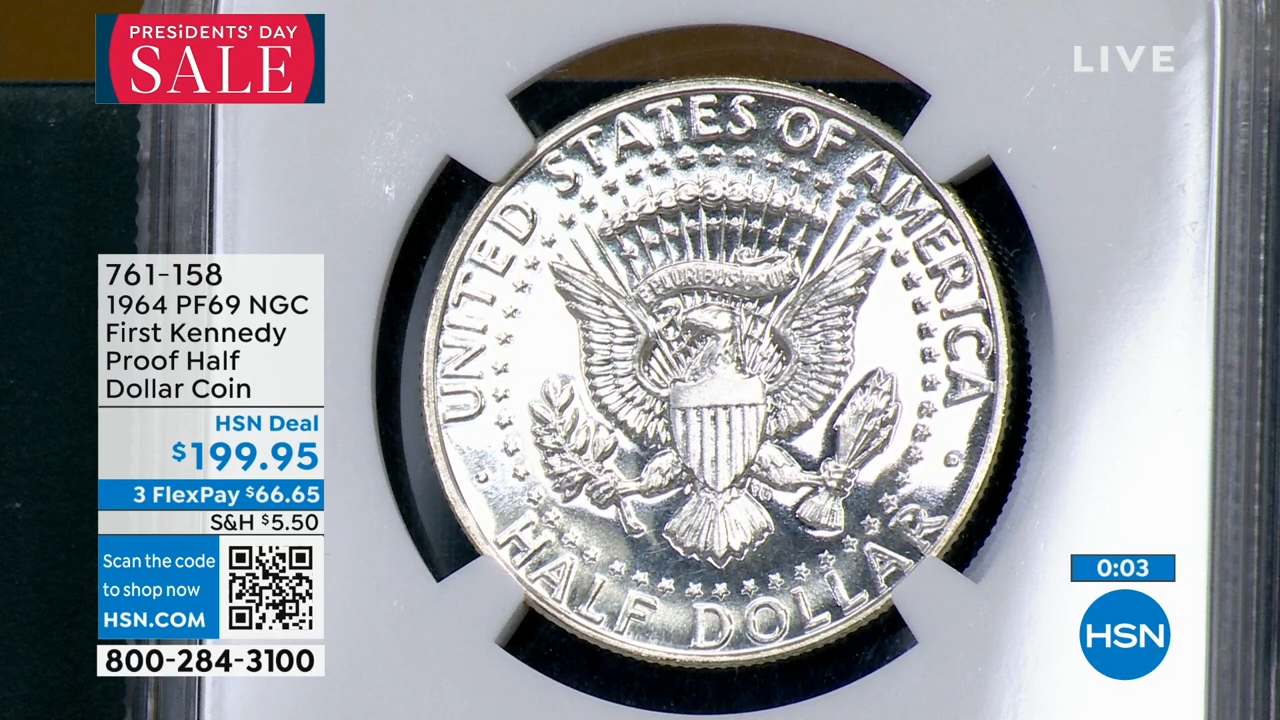 PRESiDENTS' DAY
SALE
LIVE
761-158
1964 PF69 NGC
First Kennedy
Proof Half
Dollar Coin
HSN Deal
$199.95
3 FlexPay $66.65
S&H $5.50
Scan the code
to shop now
HSN.COM
800-284-3100
UNITED STATES OF AMERICA
E PLURIBUS UNUM
HALF DOLLAR
0:03
HSN